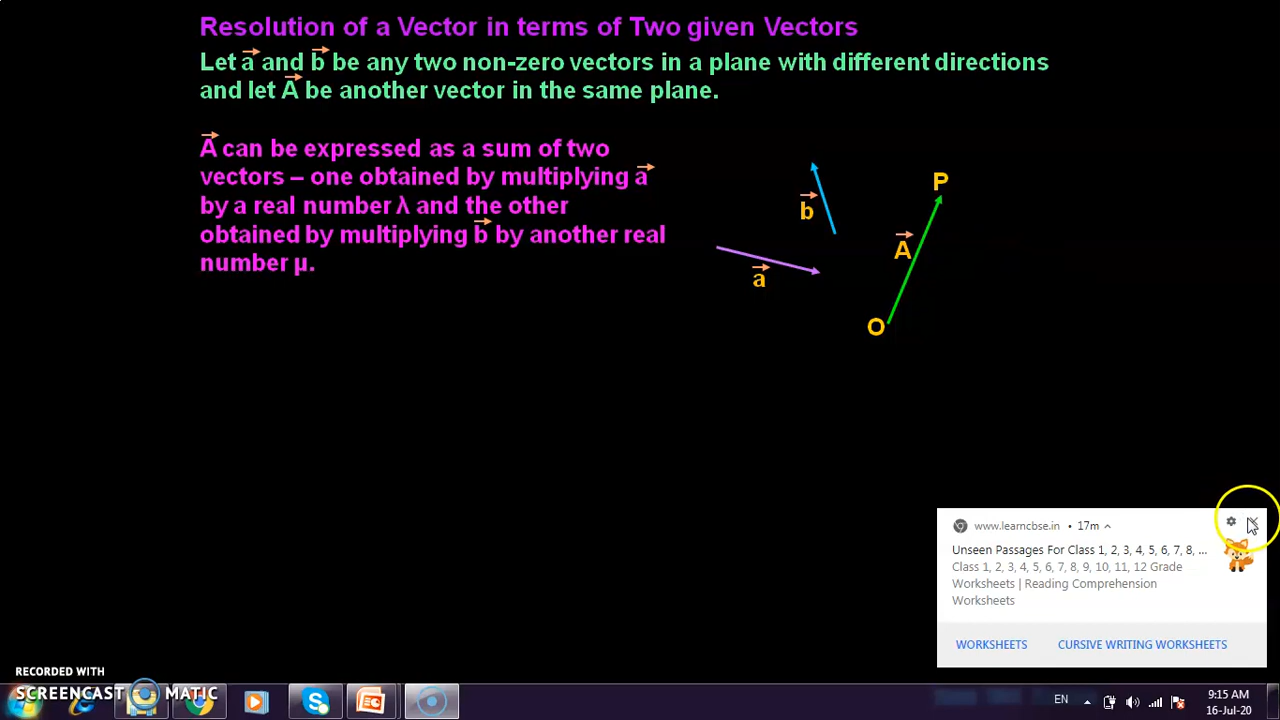 Resolution of a Vector in terms of Two given Vectors
Let a and b be any two non-zero vectors in a plane with different directions
and let A be another vector in the same plane.
A can be expressed as a sum of two
vectors – one obtained by multiplying a
by a real number λ and the other
obtained by multiplying b by another real
number μ.
P
b
A
a
O
www.learncbse.in • 17m
Unseen Passages For Class 1, 2, 3, 4, 5, 6, 7, 8, ...
Class 1, 2, 3, 4, 5, 6, 7, 8, 9, 10, 11, 12 Grade
Worksheets | Reading Comprehension
Worksheets
WORKSHEETS CURSIVE WRITING WORKSHEETS
RECORDED WITH
SCREENCAST MATIC
EN
9:15 AM
16-Jul-20